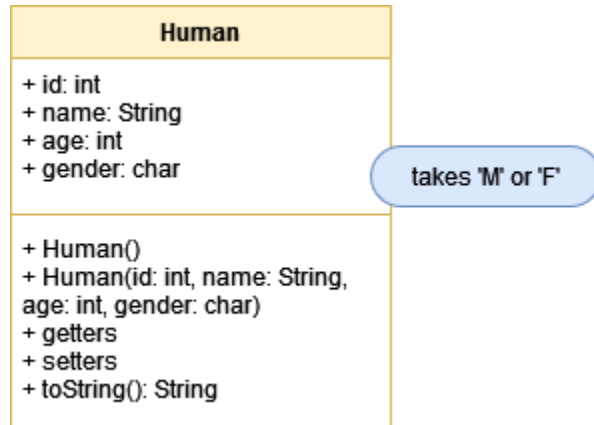 Human
+ id: int
+ name: String
+ age: int
+ gender: char
takes 'M' or 'F'
+ Human()
+ Human(id: int, name: String,
age: int, gender: char)
+ getters
+ setters
+ toString(): String